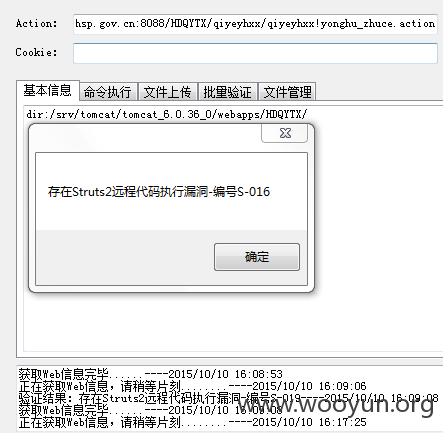 Action: hsp.gov.cn:8088/HDQYTX/qiyeyhxx/qiyeyhxx!yonghu_zhuce.action
Cookie:
基本信息 命令执行 文件上传 批量验证 文件管理
dir:/srv/tomcat/tomcat_6.0.36_0/webapps/HDQYTX/
存在Struts2远程代码执行漏洞-编号S-016
确定
获取Web信息完毕......----2015/10/10 16:08:53
正在获取Web信息，请稍等片刻........----2015/10/10 16:09:06
验证结果：存在Struts2远程代码执行漏洞-编号S-019----2015/10/10 16:09:08
获取Web信息完毕......----2015/10/10 16:09:08
正在获取Web信息，请稍等片刻........----2015/10/10 16:17:25
www.wooyun.org